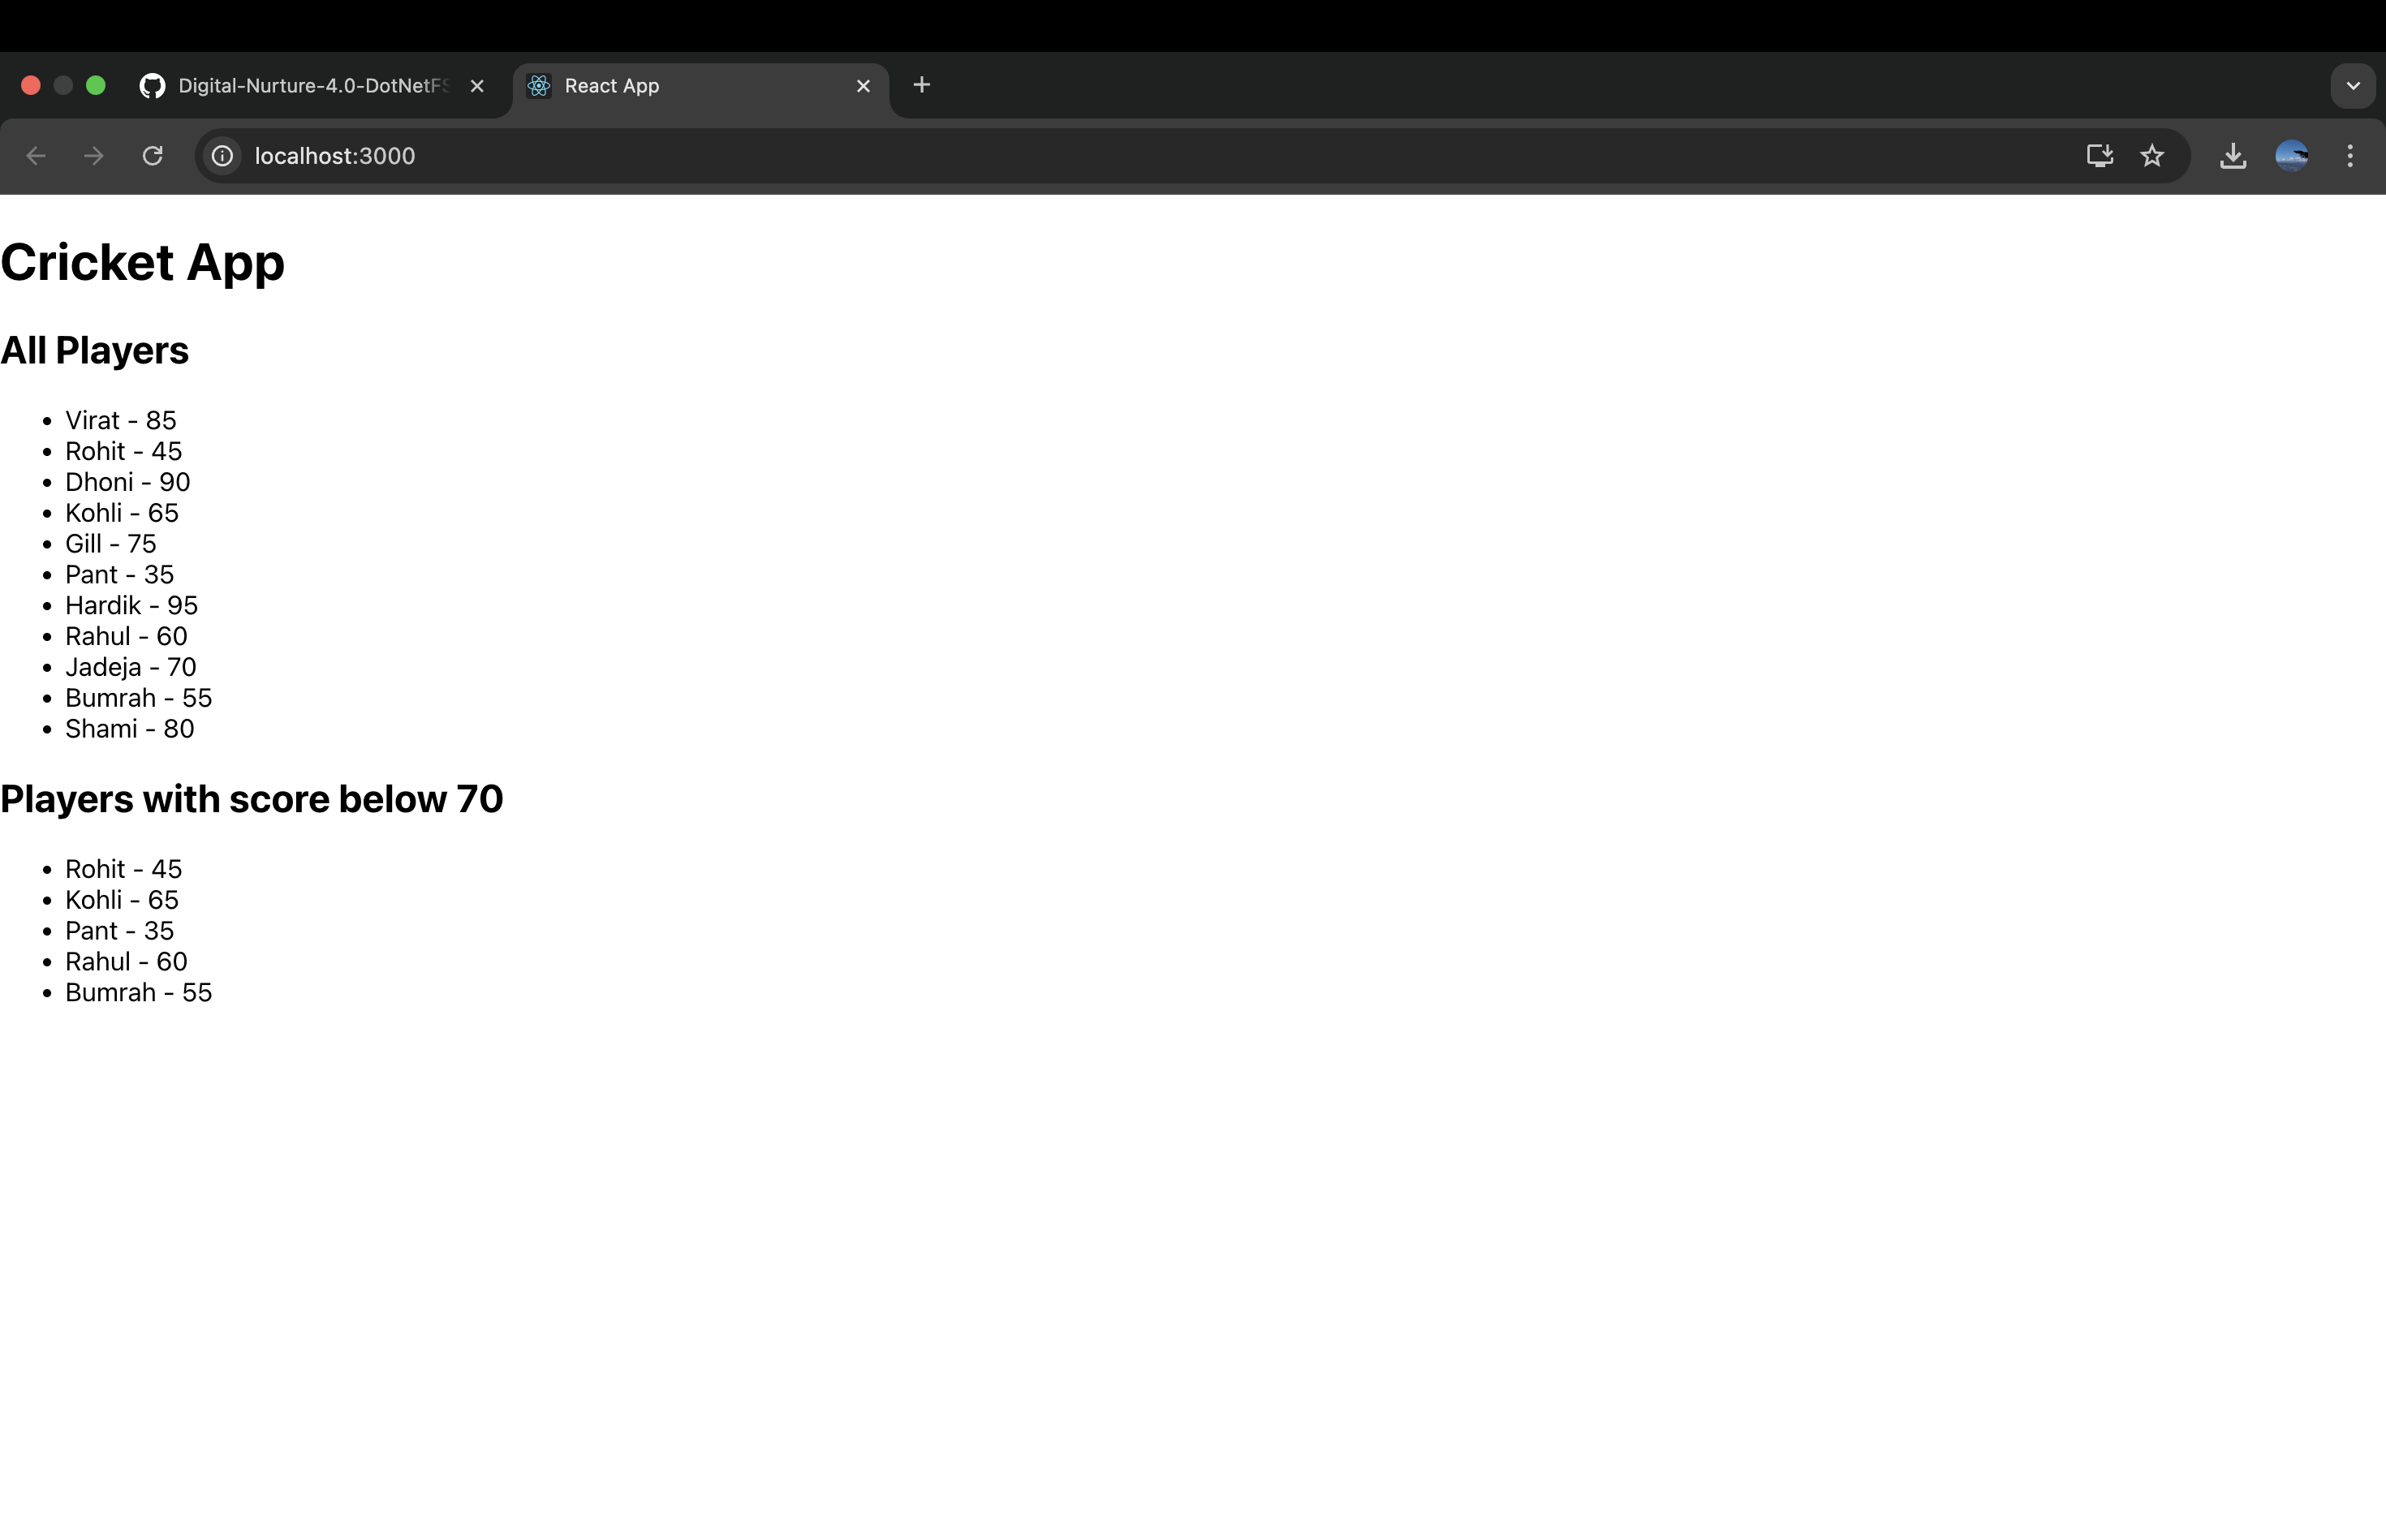 Digital-Nurture-4.0-DotNetFS
React App
localhost:3000
Cricket App
All Players
• Virat - 85
• Rohit - 45
• Dhoni - 90
• Kohli - 65
• Gill - 75
• Pant - 35
• Hardik - 95
• Rahul - 60
• Jadeja - 70
• Bumrah - 55
• Shami - 80
Players with score below 70
• Rohit - 45
• Kohli - 65
• Pant - 35
• Rahul - 60
• Bumrah - 55